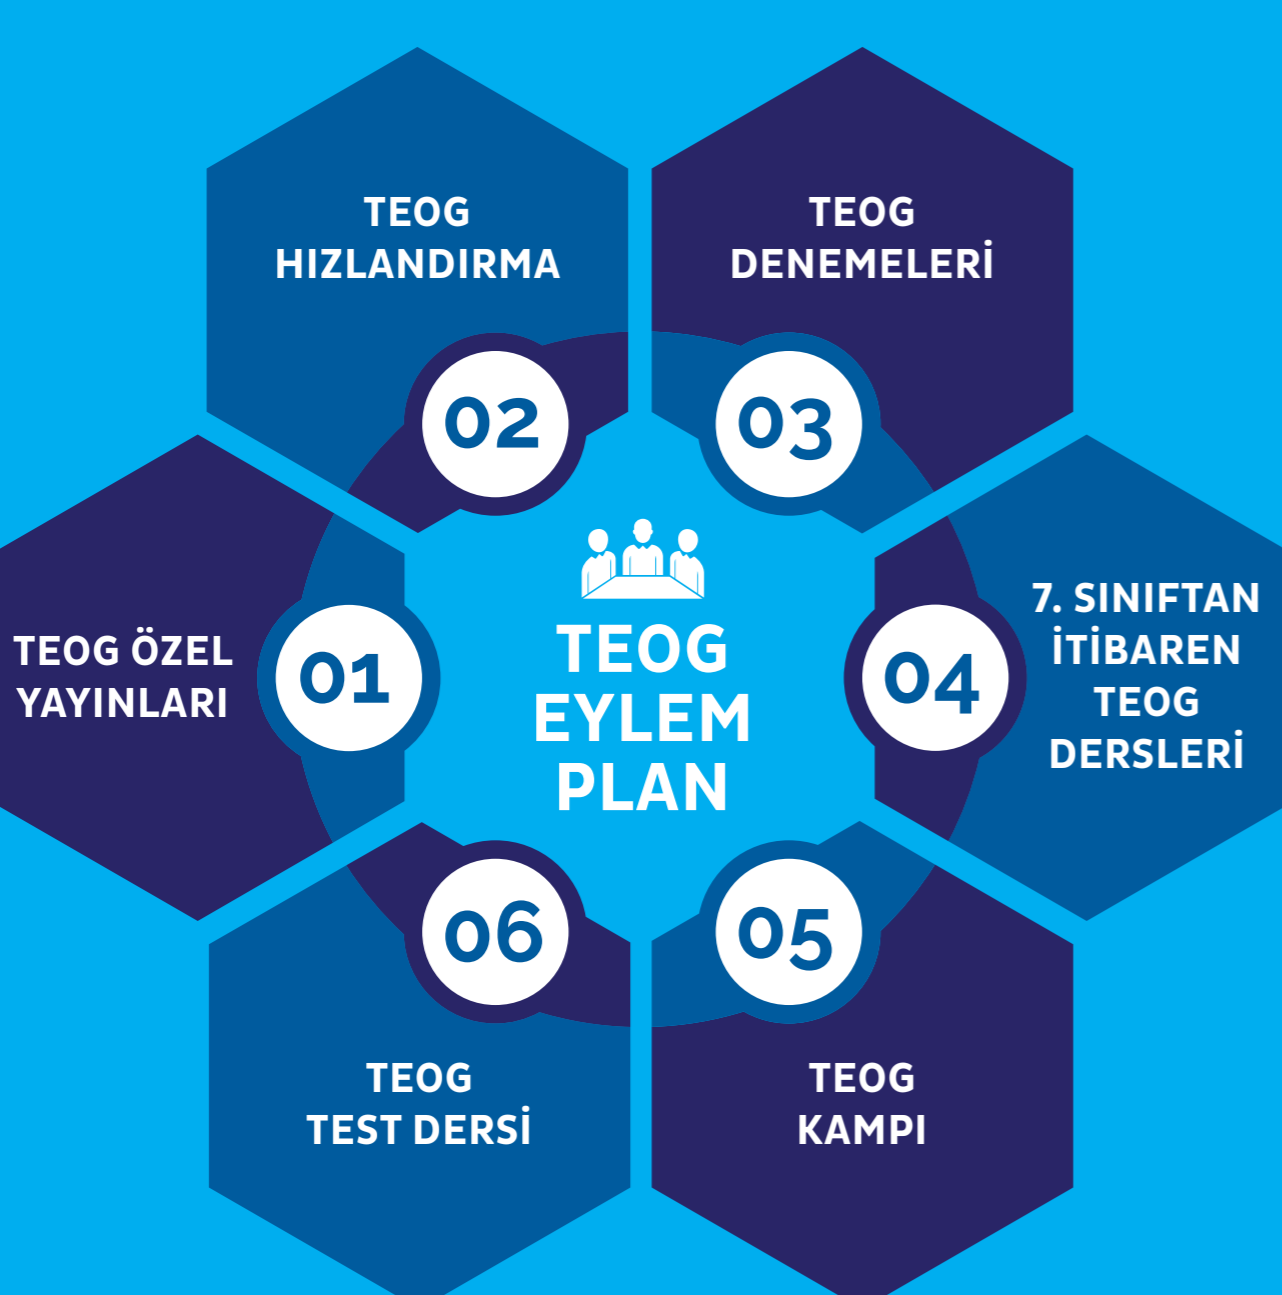 TEOG
EYLEM
PLAN
01
TEOG ÖZEL
YAYINLARI
02
TEOG
HIZLANDIRMA
03
TEOG
DENEMELERİ
04
7. SINIFTAN
İTİBAREN
TEOG
DERSLERİ
05
TEOG
KAMPI
06
TEOG
TEST DERSİ